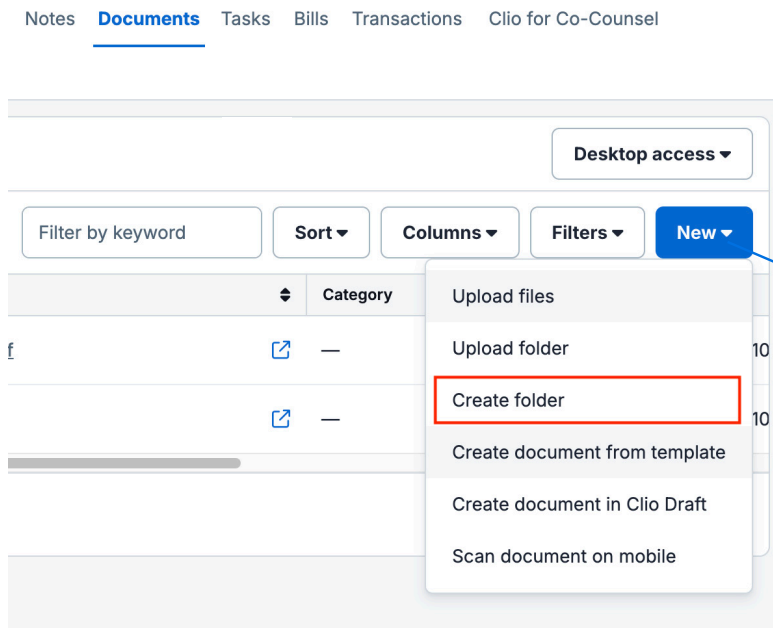 Notes Documents Tasks Bills Transactions Clio for Co-Counsel
Desktop access
Filter by keyword Sort Columns Filters New
Category
Upload files
f — 10
Upload folder
Create folder
— 10
Create document from template
Create document in Clio Draft
Scan document on mobile